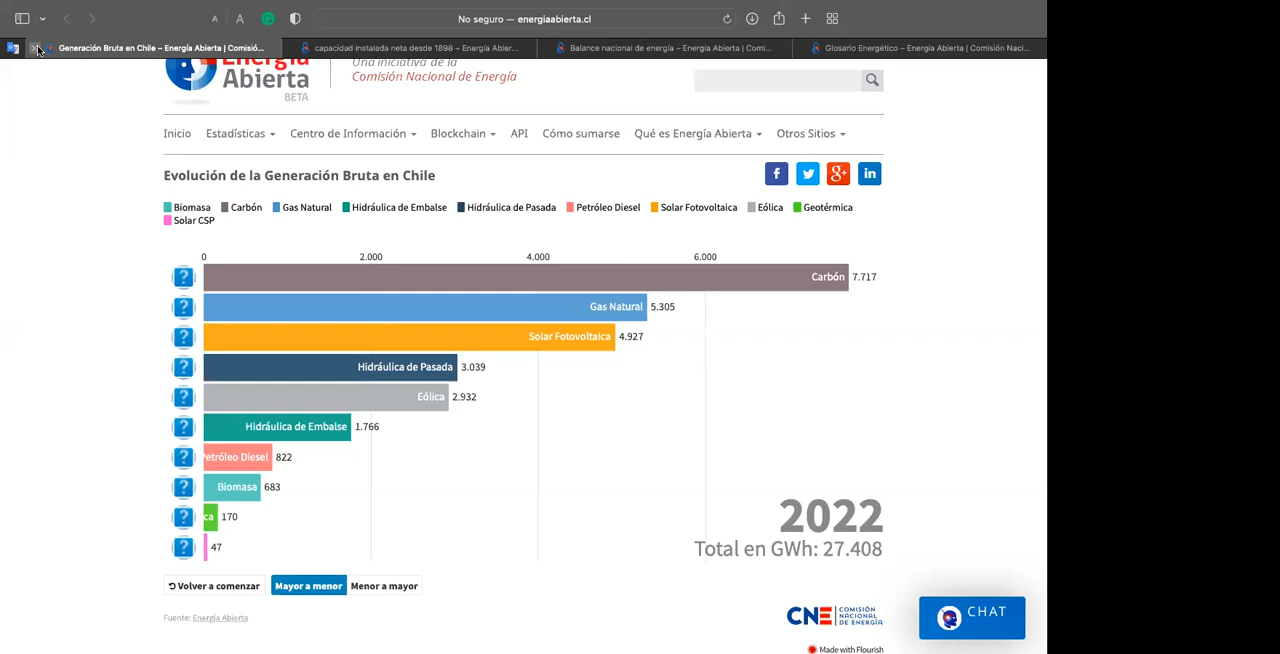 A A No seguro — energiaabierta.cl
Generación Bruta en Chile – Energía Abierta | Comisió... capacidad instalada neta desde 1898 – Energía Abier... Balance nacional de energía – Energía Abierta | Comi... Glosario Energético – Energia Abierta | Comisión Naci...
Energía
Abierta
BETA
Una iniciativa de la
Comisión Nacional de Energía
Inicio Estadísticas Centro de Información Blockchain API Cómo sumarse Qué es Energía Abierta Otros Sitios
Evolución de la Generación Bruta en Chile
f g+ in
Biomasa Carbón Gas Natural Hidráulica de Embalse Hidráulica de Pasada Petróleo Diesel Solar Fotovoltaica Eólica Geotérmica
Solar CSP
0 2.000 4.000 6.000
? Carbón 7.717
? Gas Natural 5.305
? Solar Fotovoltaica 4.927
? Hidráulica de Pasada 3.039
? Eólica 2.932
? Hidráulica de Embalse 1.766
? Petróleo Diesel 822
? Biomasa 683
? ca 170
? 47
2022
Total en GWh: 27.408
Volver a comenzar Mayor a menor Menor a mayor
Fuente: Energía Abierta
CNE COMISIÓN
NACIONAL
DE ENERGÍA
CHAT
Made with Flourish